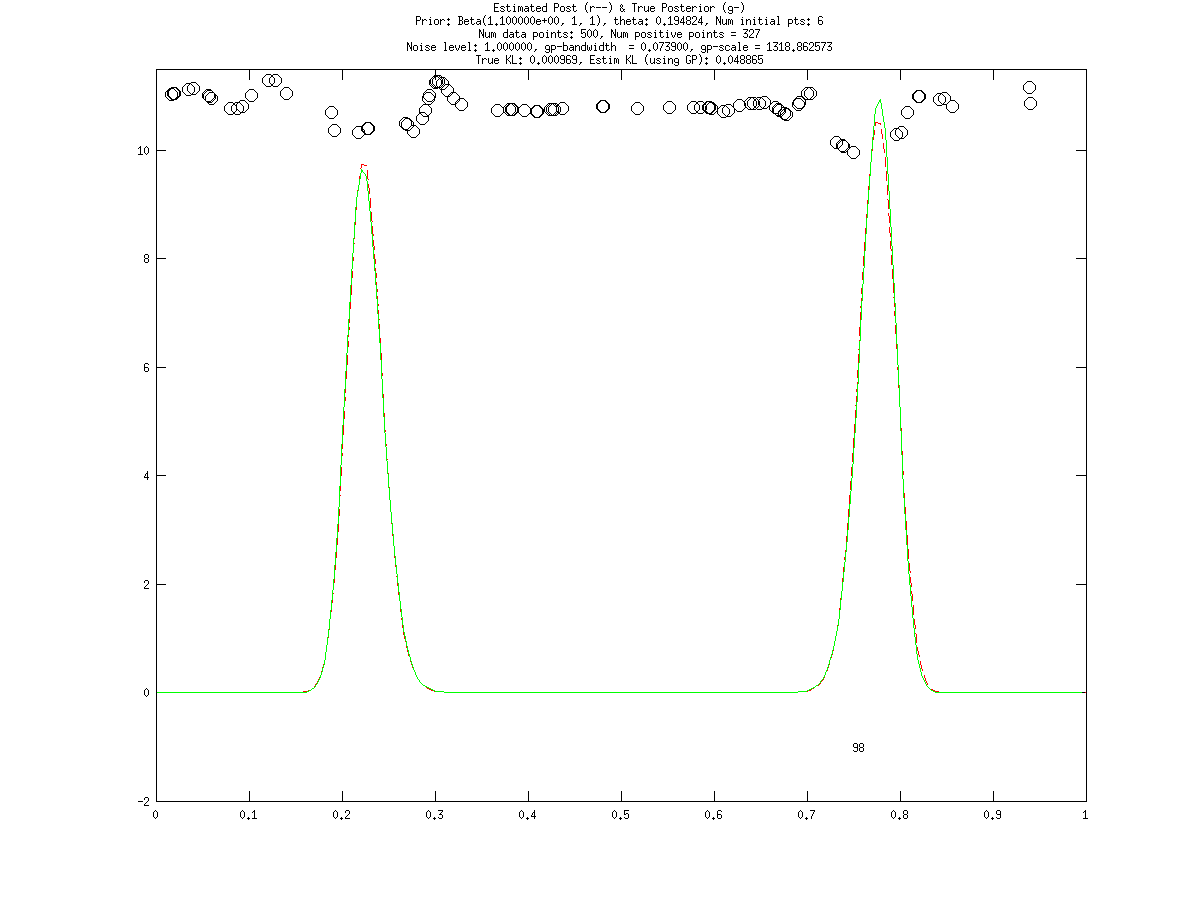 Estimated Post (r--) & True Posterior (g-)
Prior: Beta(1.100000e+00, 1, 1), theta: 0.194824, Num initial pts: 6
Num data points: 500, Num positive points = 327
Noise level: 1.000000, gp-bandwidth = 0.073900, gp-scale = 1318.862573
True KL: 0.000969, Estim KL (using GP): 0.048865
10
8
6
4
2
0
98
-2
0 0.1 0.2 0.3 0.4 0.5 0.6 0.7 0.8 0.9 1